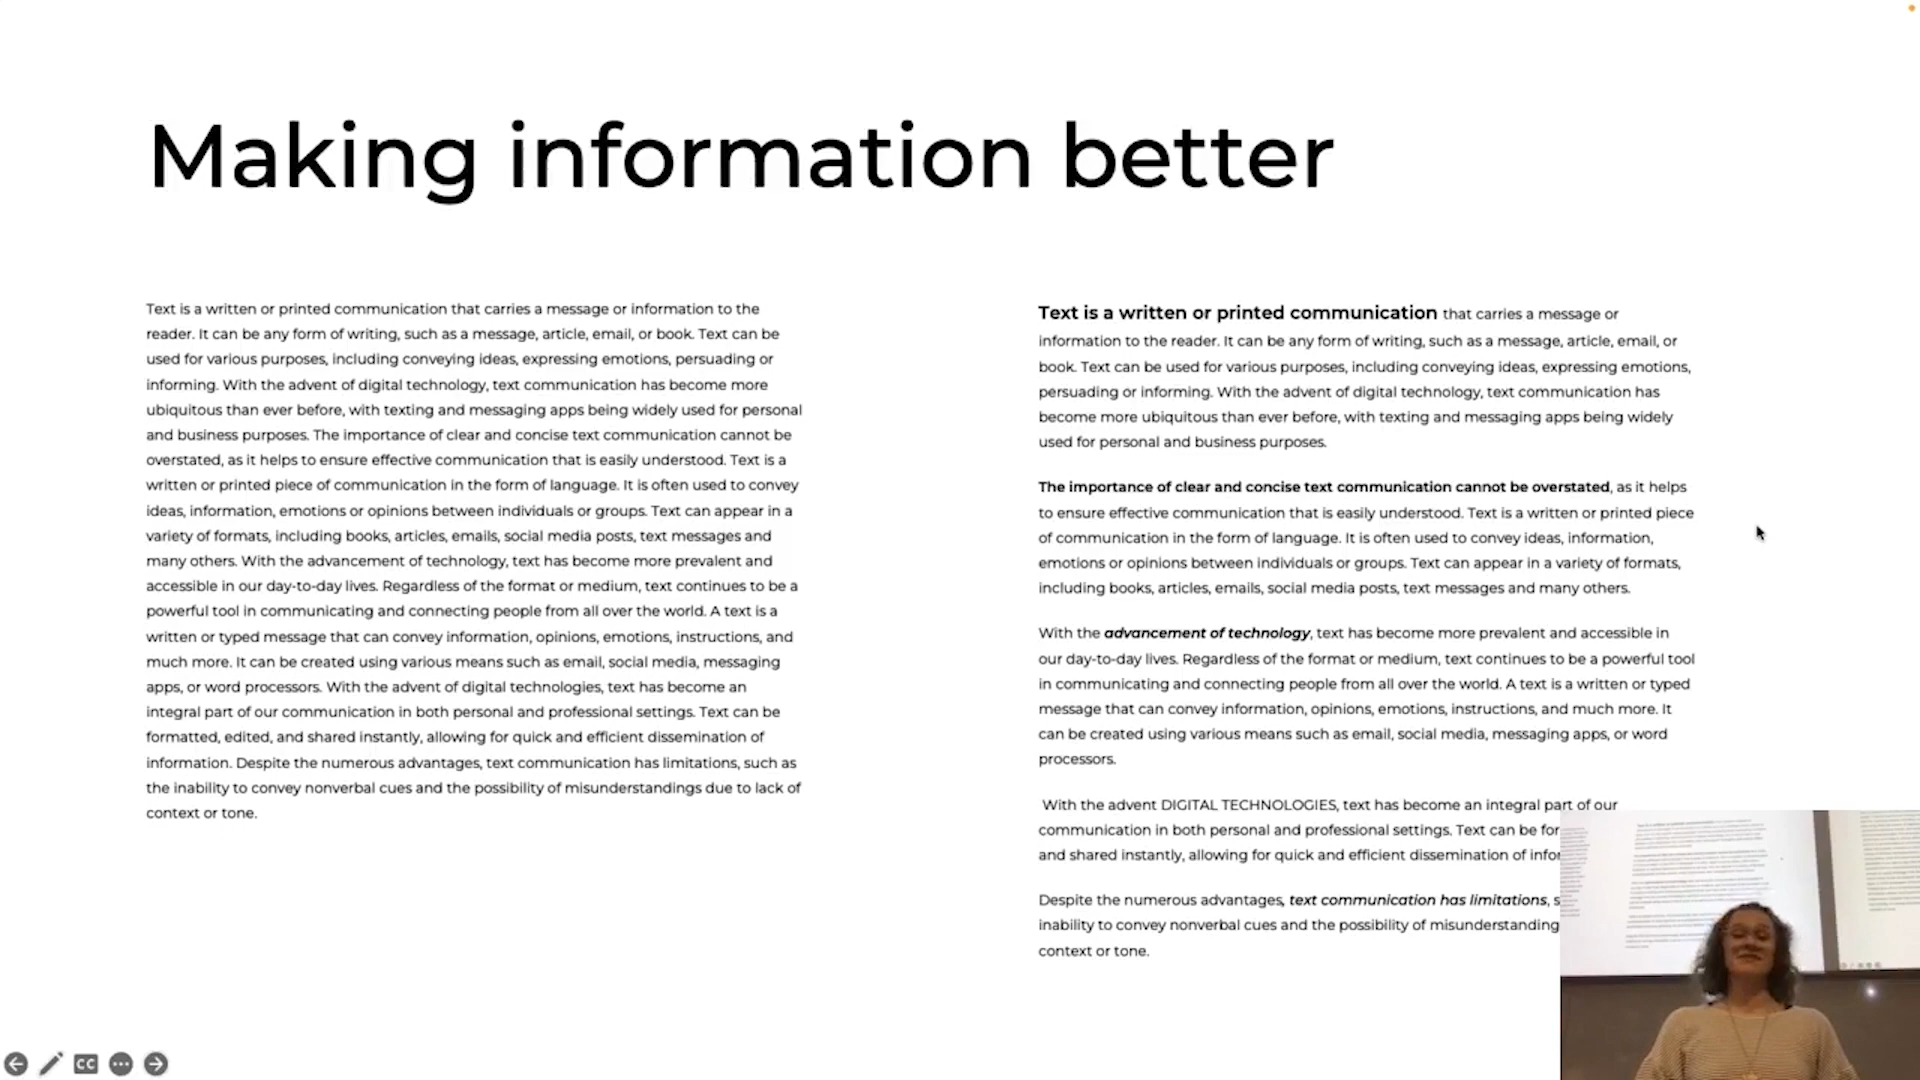 Making information better
Text is a written or printed communication that carries a message or information to the
reader. It can be any form of writing, such as a message, article, email, or book. Text can be
used for various purposes, including conveying ideas, expressing emotions, persuading or
informing. With the advent of digital technology, text communication has become more
ubiquitous than ever before, with texting and messaging apps being widely used for personal
and business purposes. The importance of clear and concise text communication cannot be
overstated, as it helps to ensure effective communication that is easily understood. Text is a
written or printed piece of communication in the form of language. It is often used to convey
ideas, information, emotions or opinions between individuals or groups. Text can appear in a
variety of formats, including books, articles, emails, social media posts, text messages and
many others. With the advancement of technology, text has become more prevalent and
accessible in our day-to-day lives. Regardless of the format or medium, text continues to be a
powerful tool in communicating and connecting people from all over the world. A text is a
written or typed message that can convey information, opinions, emotions, instructions, and
much more. It can be created using various means such as email, social media, messaging
apps, or word processors. With the advent of digital technologies, text has become an
integral part of our communication in both personal and professional settings. Text can be
formatted, edited, and shared instantly, allowing for quick and efficient dissemination of
information. Despite the numerous advantages, text communication has limitations, such as
the inability to convey nonverbal cues and the possibility of misunderstandings due to lack of
context or tone.
Text is a written or printed communication that carries a message or
information to the reader. It can be any form of writing, such as a message, article, email, or
book. Text can be used for various purposes, including conveying ideas, expressing emotions,
persuading or informing. With the advent of digital technology, text communication has
become more ubiquitous than ever before, with texting and messaging apps being widely
used for personal and business purposes.
The importance of clear and concise text communication cannot be overstated, as it helps
to ensure effective communication that is easily understood. Text is a written or printed piece
of communication in the form of language. It is often used to convey ideas, information,
emotions or opinions between individuals or groups. Text can appear in a variety of formats,
including books, articles, emails, social media posts, text messages and many others.
With the advancement of technology, text has become more prevalent and accessible in
our day-to-day lives. Regardless of the format or medium, text continues to be a powerful tool
in communicating and connecting people from all over the world. A text is a written or typed
message that can convey information, opinions, emotions, instructions, and much more. It
can be created using various means such as email, social media, messaging apps, or word
processors.
With the advent DIGITAL TECHNOLOGIES, text has become an integral part of our
communication in both personal and professional settings. Text can be for
and shared instantly, allowing for quick and efficient dissemination of infor
Despite the numerous advantages, text communication has limitations, s
inability to convey nonverbal cues and the possibility of misunderstanding
context or tone.
CC